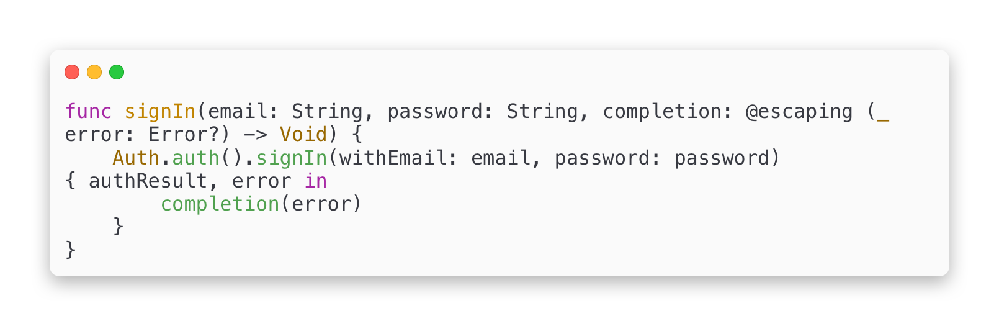 func signIn(email: String, password: String, completion: @escaping (_
error: Error?) -> Void) {
    Auth.auth().signIn(withEmail: email, password: password)
{ authResult, error in
        completion(error)
    }
}